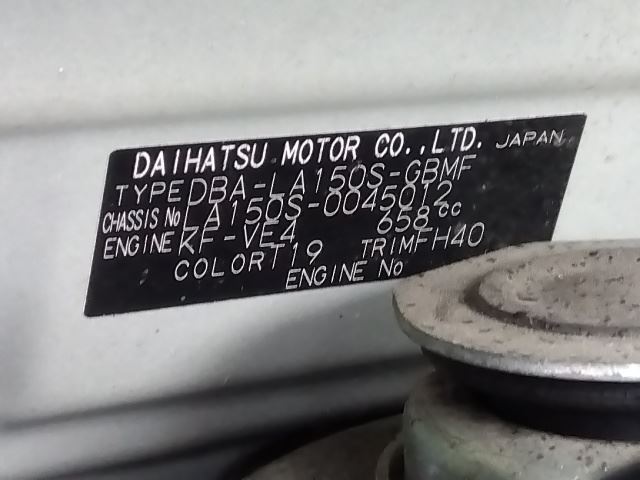 DAIHATSU MOTOR CO.,LTD. JAPAN
TYPE DBA-LA150S-GBMF
CHASSIS No LA150S-0045012
ENGINE KF-VE4 658cc
COLOR T19 TRIM FH40
ENGINE No